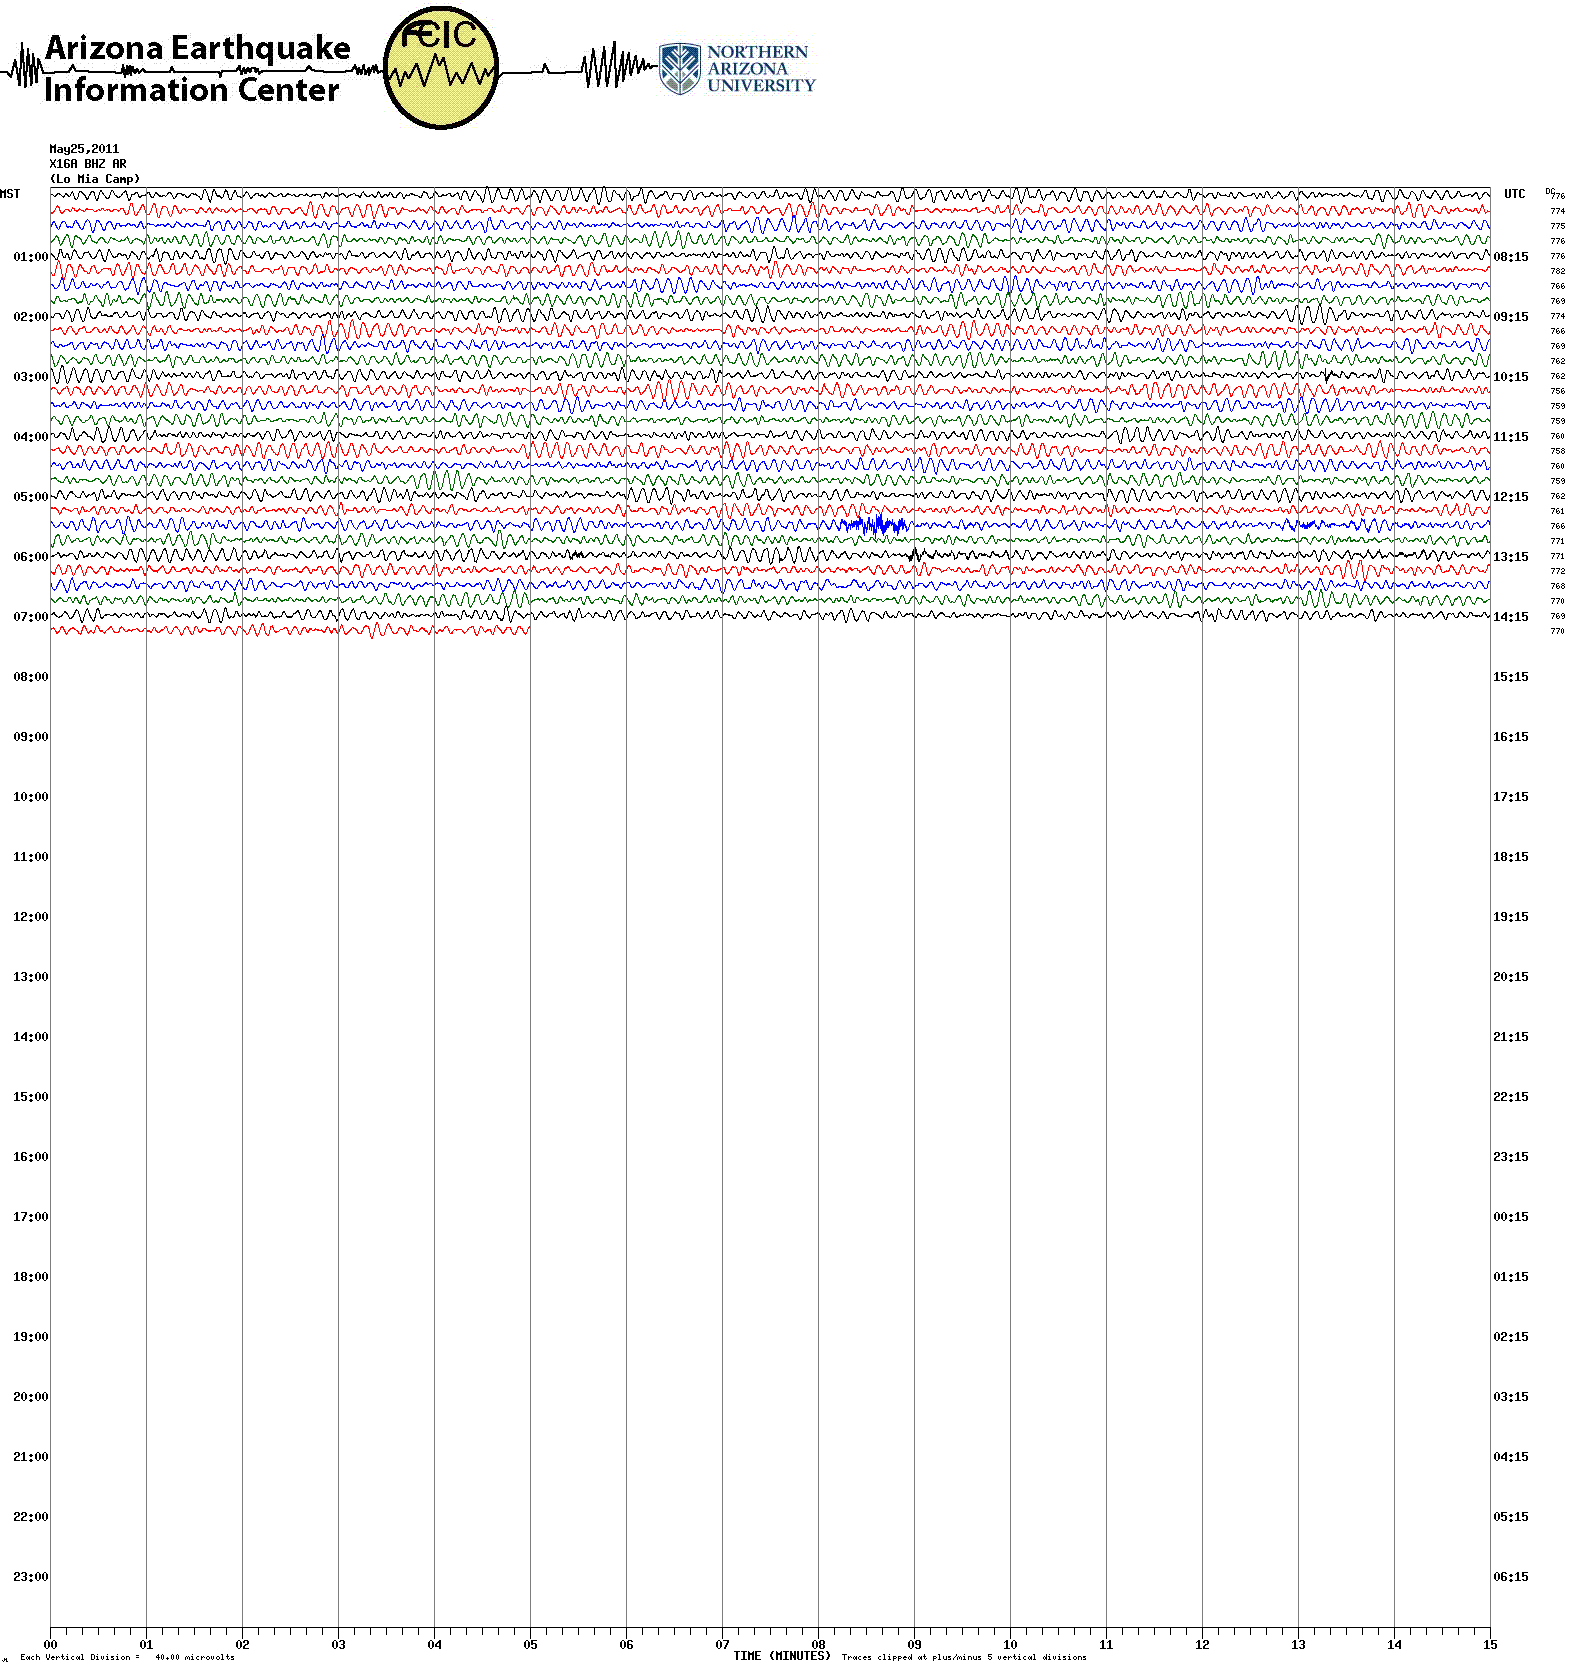 Arizona Earthquake
Information Center
AEIC
NORTHERN
ARIZONA
UNIVERSITY
May25,2011
X16A BHZ AR
(Lo Mia Camp)
MST UTC DC
776
774
775
776
01:00 08:15 776
782
766
769
02:00 09:15 774
766
769
762
03:00 10:15 762
756
759
759
04:00 11:15 760
758
760
759
05:00 12:15 762
761
766
771
06:00 13:15 771
772
768
770
07:00 14:15 769
770
08:00 15:15
09:00 16:15
10:00 17:15
11:00 18:15
12:00 19:15
13:00 20:15
14:00 21:15
15:00 22:15
16:00 23:15
17:00 00:15
18:00 01:15
19:00 02:15
20:00 03:15
21:00 04:15
22:00 05:15
23:00 06:15
00 01 02 03 04 05 06 07 08 09 10 11 12 13 14 15
Each Vertical Division = 40.00 microvolts TIME (MINUTES) Traces clipped at plus/minus 5 vertical divisions